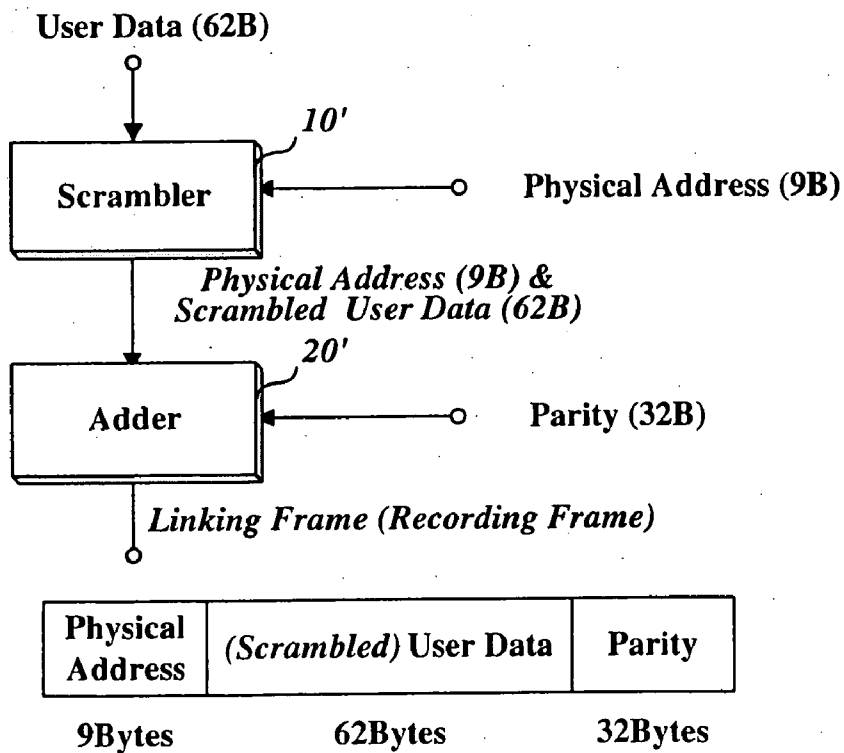 User Data (62B)
10'
Scrambler
Physical Address (9B)
Physical Address (9B) &
Scrambled User Data (62B)
20'
Adder
Parity (32B)
Linking Frame (Recording Frame)
Physical
Address
(Scrambled) User Data
Parity
9Bytes
62Bytes
32Bytes